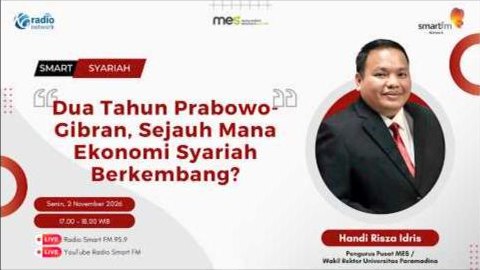 radio
network
mes
smartfm
SMART SYARIAH
"Dua Tahun Prabowo-
Gibran, Sejauh Mana
Ekonomi Syariah
Berkembang?"
Senin, 2 November 2026
17.00 - 18.00 WIB
LIVE Radio Smart FM 95.9
LIVE YouTube Radio Smart FM
Handi Risza Idris
Pengurus Pusat MES /
Wakil Rektor Universitas Paramadina